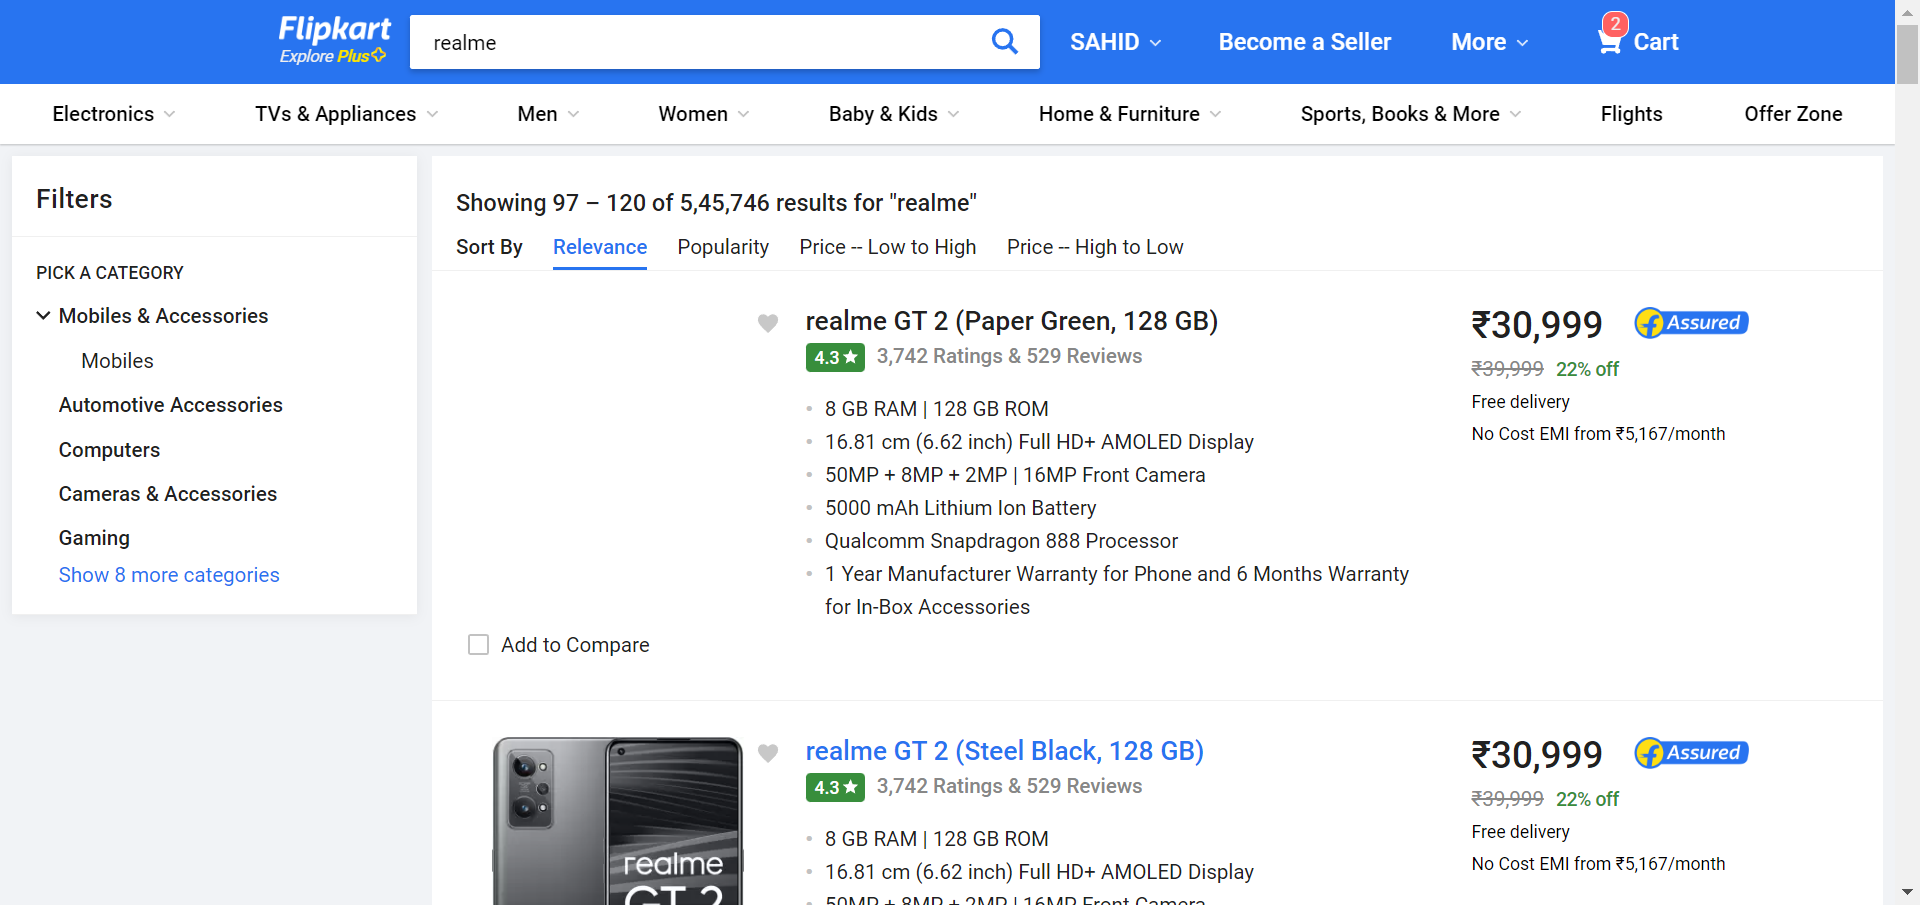 Flipkart
Explore Plus
realme
SAHID
Become a Seller
More
2
Cart
Electronics
TVs & Appliances
Men
Women
Baby & Kids
Home & Furniture
Sports, Books & More
Flights
Offer Zone
Filters
PICK A CATEGORY
Mobiles & Accessories
Mobiles
Automotive Accessories
Computers
Cameras & Accessories
Gaming
Show 8 more categories
Showing 97 – 120 of 5,45,746 results for "realme"
Sort By
Relevance
Popularity
Price -- Low to High
Price -- High to Low
realme GT 2 (Paper Green, 128 GB)
4.3★
3,742 Ratings & 529 Reviews
8 GB RAM | 128 GB ROM
16.81 cm (6.62 inch) Full HD+ AMOLED Display
50MP + 8MP + 2MP | 16MP Front Camera
5000 mAh Lithium Ion Battery
Qualcomm Snapdragon 888 Processor
1 Year Manufacturer Warranty for Phone and 6 Months Warranty
for In-Box Accessories
₹30,999
Assured
₹39,999 22% off
Free delivery
No Cost EMI from ₹5,167/month
Add to Compare
realme
GT 2
realme GT 2 (Steel Black, 128 GB)
4.3★
3,742 Ratings & 529 Reviews
8 GB RAM | 128 GB ROM
16.81 cm (6.62 inch) Full HD+ AMOLED Display
50MP + 8MP + 2MP | 16MP Front Camera
₹30,999
Assured
₹39,999 22% off
Free delivery
No Cost EMI from ₹5,167/month